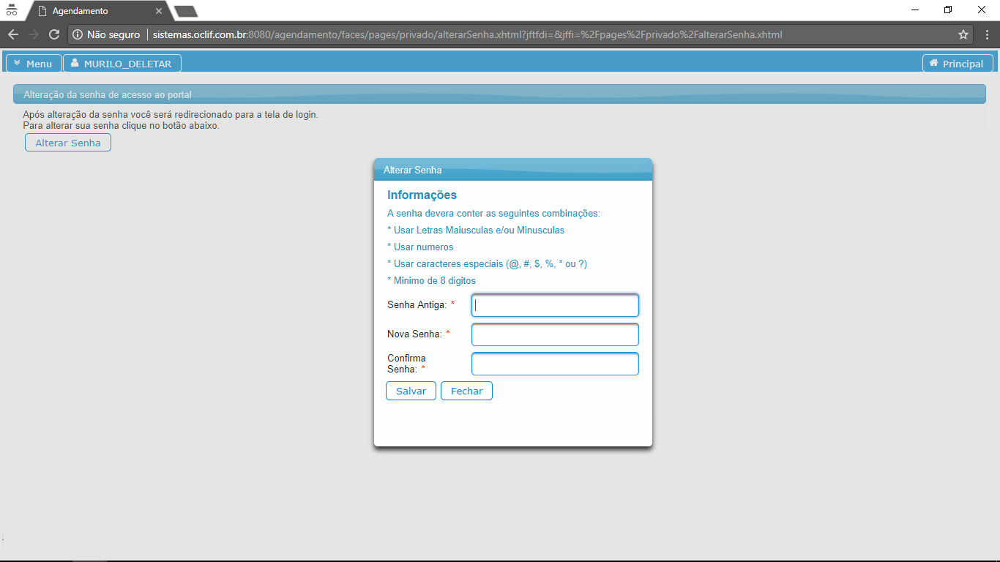 Agendamento
Não seguro | sistemas.oclif.com.br:8080/agendamento/faces/pages/privado/alterarSenha.xhtml?jftfdi=&jffi=%2Fpages%2Fprivado%2FalterarSenha.xhtml
Menu MURILO_DELETAR Principal
Alteração da senha de acesso ao portal
Após alteração da senha você será redirecionado para a tela de login.
Para alterar sua senha clique no botão abaixo.
Alterar Senha
Alterar Senha
Informações
A senha devera conter as seguintes combinações:
* Usar Letras Maiusculas e/ou Minusculas
* Usar numeros
* Usar caracteres especiais (@, #, $, %, * ou ?)
* Minimo de 8 digitos
Senha Antiga: *
Nova Senha: *
Confirma
Senha: *
Salvar Fechar